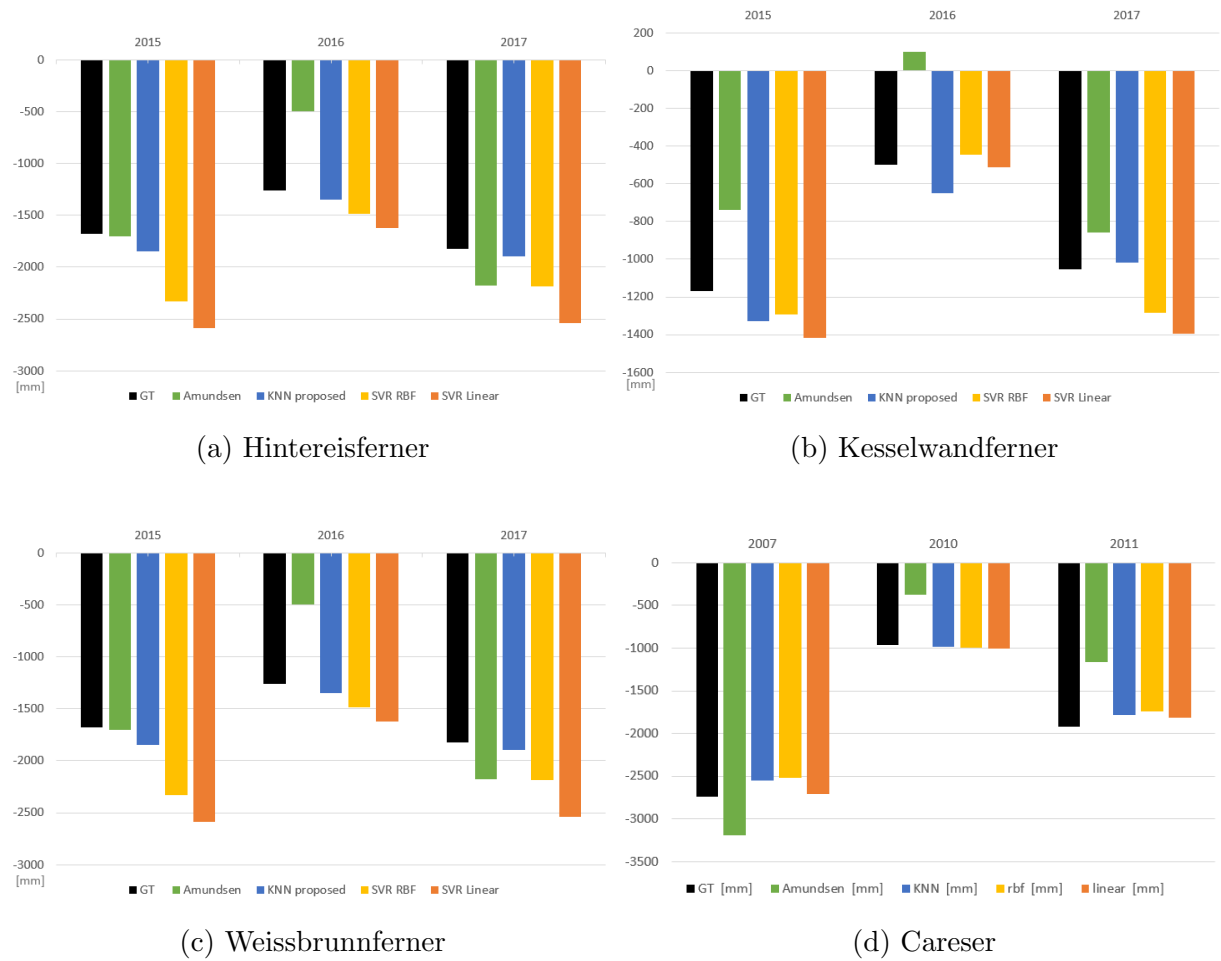 2015 2016 2017
0
-500
-1000
-1500
-2000
-2500
-3000
[mm]
GT Amundsen KNN proposed SVR RBF SVR Linear
(a) Hintereisferner
2015 2016 2017
200
0
-200
-400
-600
-800
-1000
-1200
-1400
-1600
[mm]
GT Amundsen KNN proposed SVR RBF SVR Linear
(b) Kesselwandferner
2015 2016 2017
0
-500
-1000
-1500
-2000
-2500
-3000
[mm]
GT Amundsen KNN proposed SVR RBF SVR Linear
(c) Weissbrunnferner
2007 2010 2011
0
-500
-1000
-1500
-2000
-2500
-3000
-3500
GT [mm] Amundsen [mm] KNN [mm] rbf [mm] linear [mm]
(d) Careser